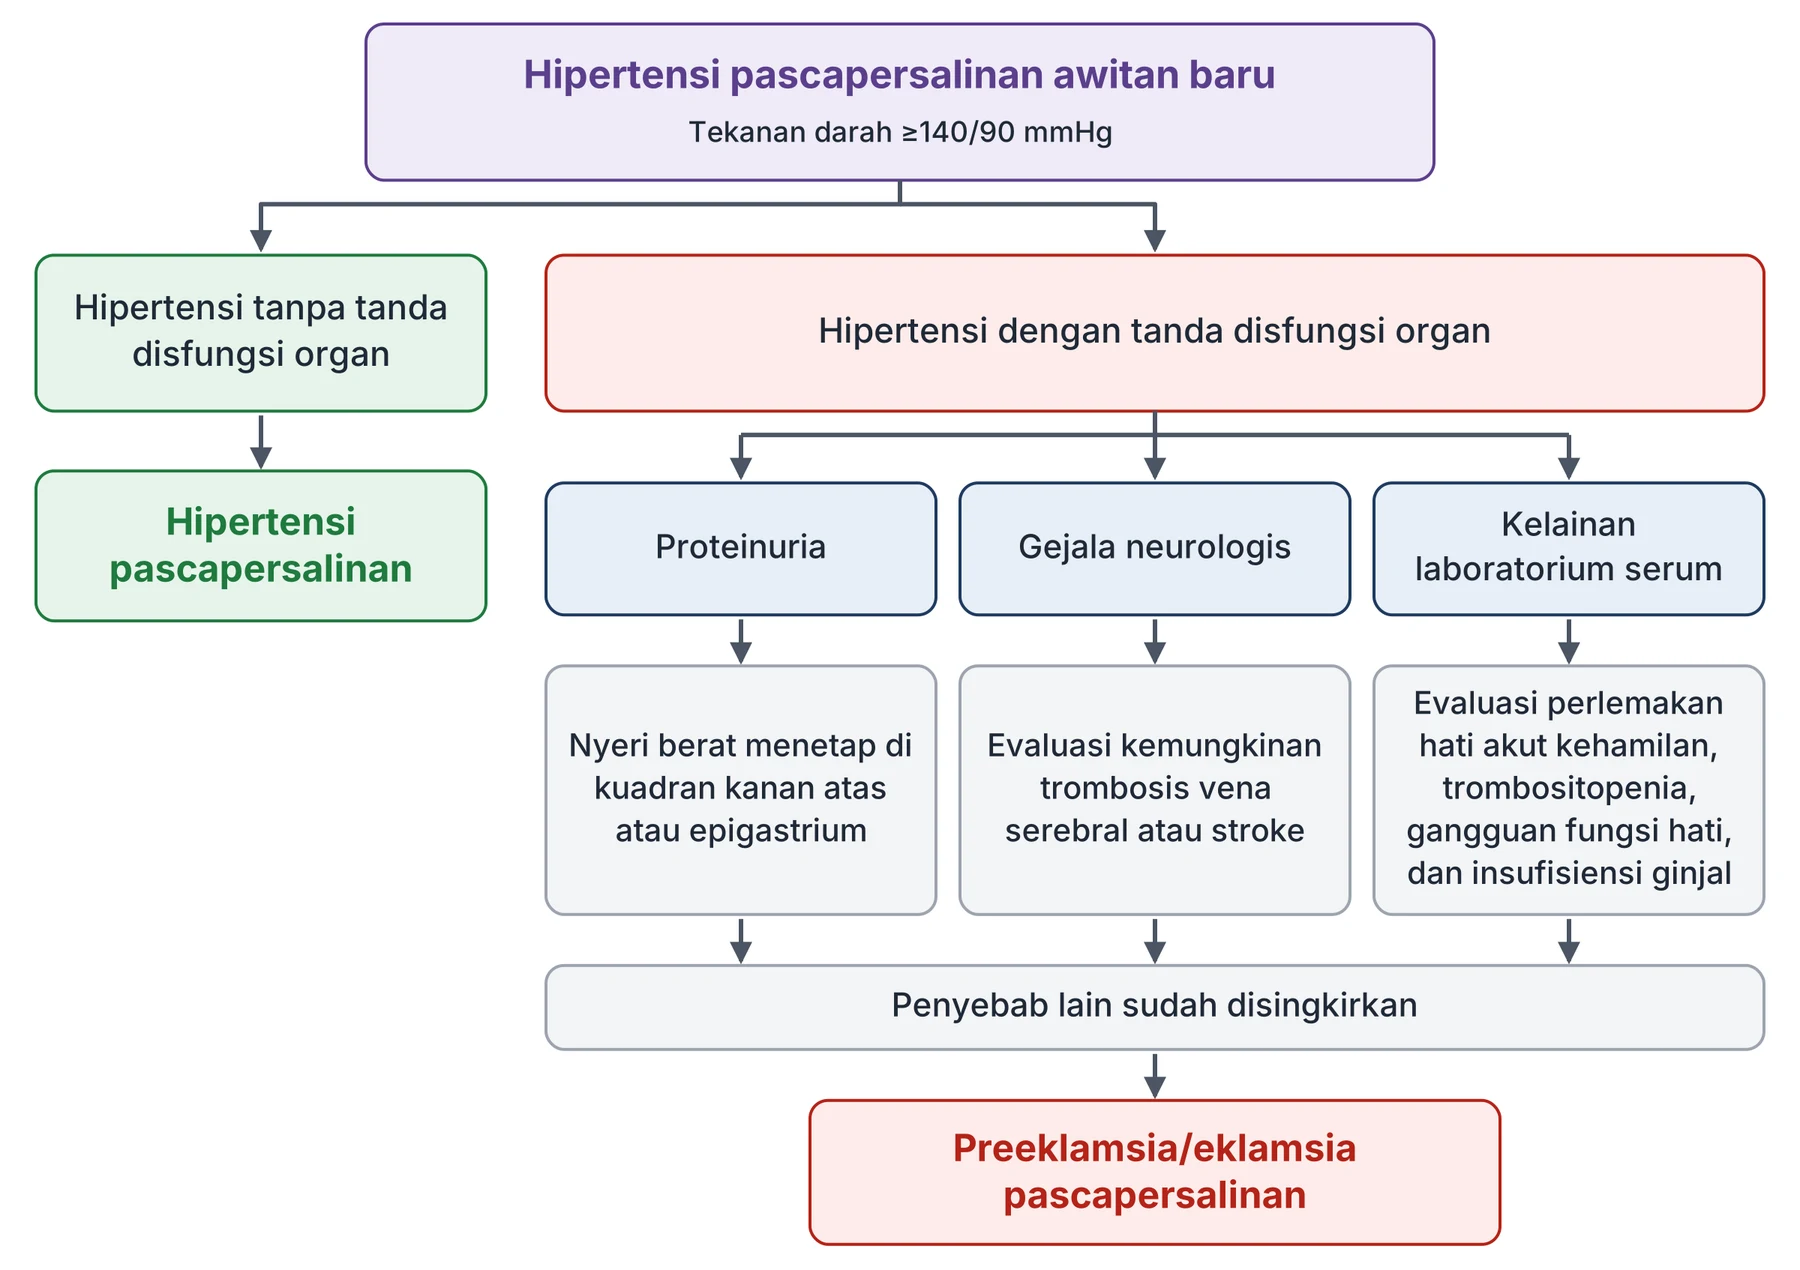 Hipertensi pascapersalinan awitan baru
Tekanan darah ≥140/90 mmHg
Hipertensi tanpa tanda
disfungsi organ
Hipertensi dengan tanda disfungsi organ
Hipertensi
pascapersalinan
Proteinuria
Gejala neurologis
Kelainan
laboratorium serum
Nyeri berat menetap di
kuadran kanan atas
atau epigastrium
Evaluasi kemungkinan
trombosis vena
serebral atau stroke
Evaluasi perlemakan
hati akut kehamilan,
trombositopenia,
gangguan fungsi hati,
dan insufisiensi ginjal
Penyebab lain sudah disingkirkan
Preeklamsia/eklamsia
pascapersalinan